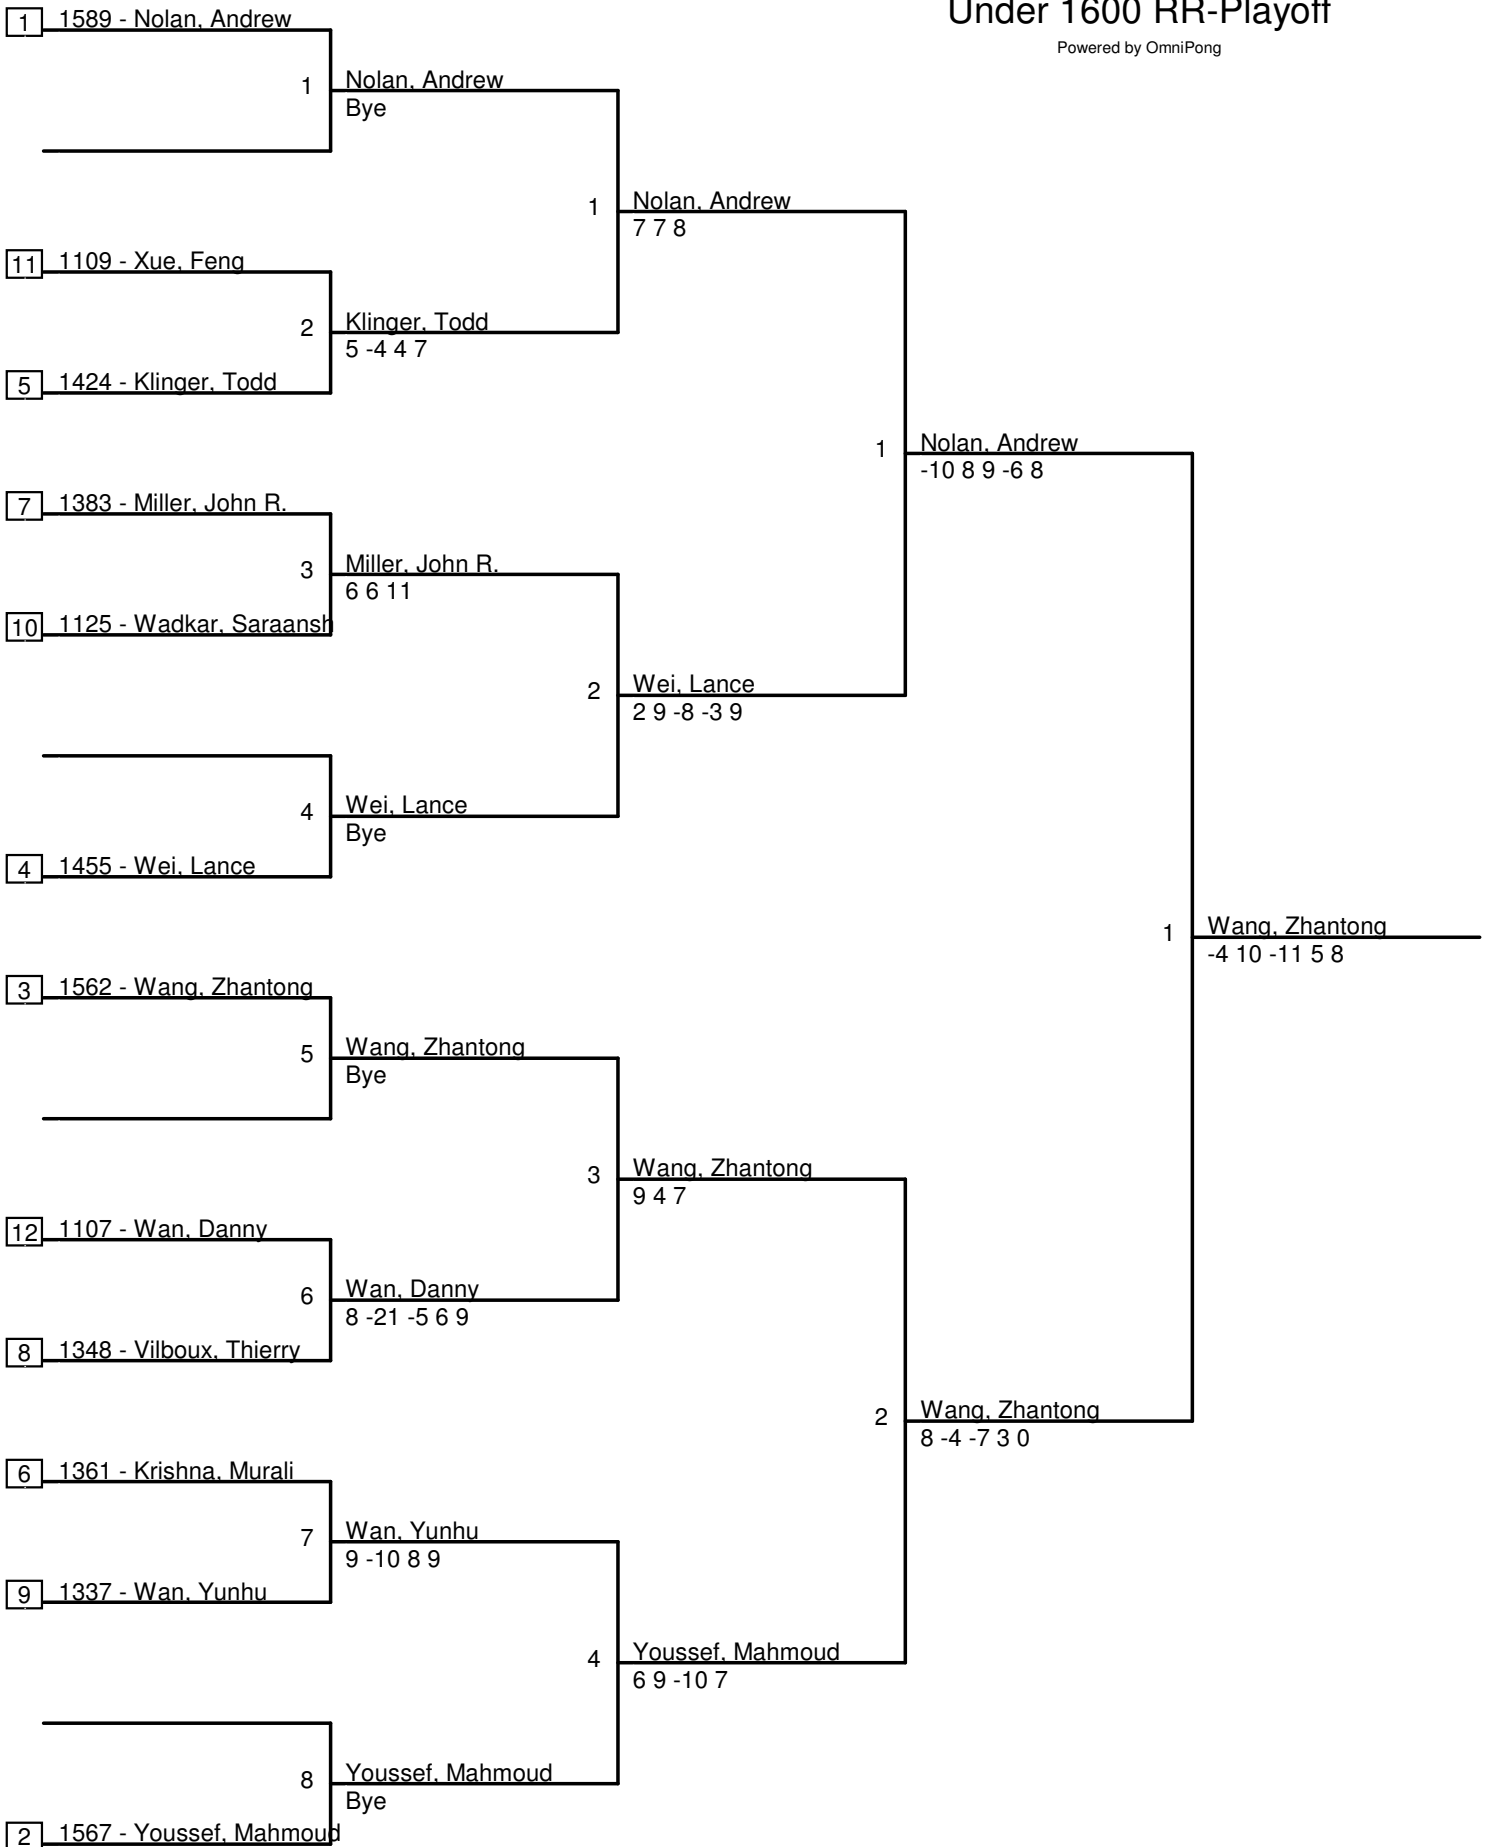 Under 1600 RR-Playoff
Powered by OmniPong
1 1589 - Nolan, Andrew
1 Nolan, Andrew
Bye
1 Nolan, Andrew
7 7 8
11 1109 - Xue, Feng
2 Klinger, Todd
5 -4 4 7
5 1424 - Klinger, Todd
1 Nolan, Andrew
-10 8 9 -6 8
7 1383 - Miller, John R.
3 Miller, John R.
6 6 11
10 1125 - Wadkar, Saraansh
2 Wei, Lance
2 9 -8 -3 9
4 Wei, Lance
Bye
4 1455 - Wei, Lance
1 Wang, Zhantong
-4 10 -11 5 8
3 1562 - Wang, Zhantong
5 Wang, Zhantong
Bye
3 Wang, Zhantong
9 4 7
12 1107 - Wan, Danny
6 Wan, Danny
8 -21 -5 6 9
8 1348 - Vilboux, Thierry
2 Wang, Zhantong
8 -4 -7 3 0
6 1361 - Krishna, Murali
7 Wan, Yunhu
9 -10 8 9
9 1337 - Wan, Yunhu
4 Youssef, Mahmoud
6 9 -10 7
8 Youssef, Mahmoud
Bye
2 1567 - Youssef, Mahmoud